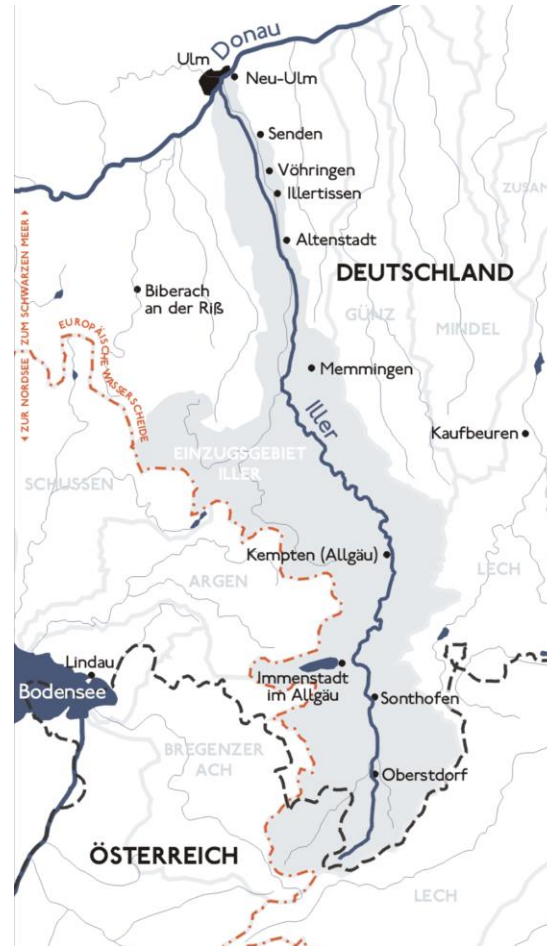 Donau
Ulm
Neu-Ulm
Senden
Vöhringen
Illertissen
Altenstadt
ZUSAM
DEUTSCHLAND
GÜNZ
MINDEL
Biberach
an der Riß
◄ ZUR NORDSEE
ZUM SCHWARZEN MEER ►
EUROPÄISCHE WASSERSCHEIDE
Memmingen
Iller
Kaufbeuren
EINZUGSGEBIET
ILLER
SCHUSSEN
Kempten (Allgäu)
LECH
ARGEN
Lindau
Bodensee
Immenstadt
im Allgäu
Sonthofen
BREGENZER
ACH
Oberstdorf
ÖSTERREICH
LECH